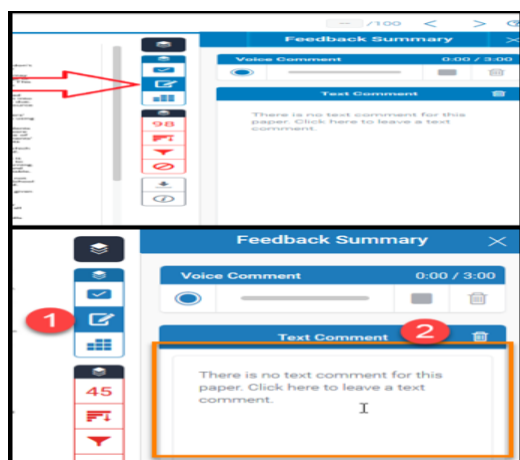 -- /100
Feedback Summary
Voice Comment 0:00 / 3:00
Text Comment
There is no text comment for this
paper. Click here to leave a text
comment.
98
Feedback Summary
Voice Comment 0:00 / 3:00
1
Text Comment 2
There is no text comment for this
paper. Click here to leave a text
comment.
45